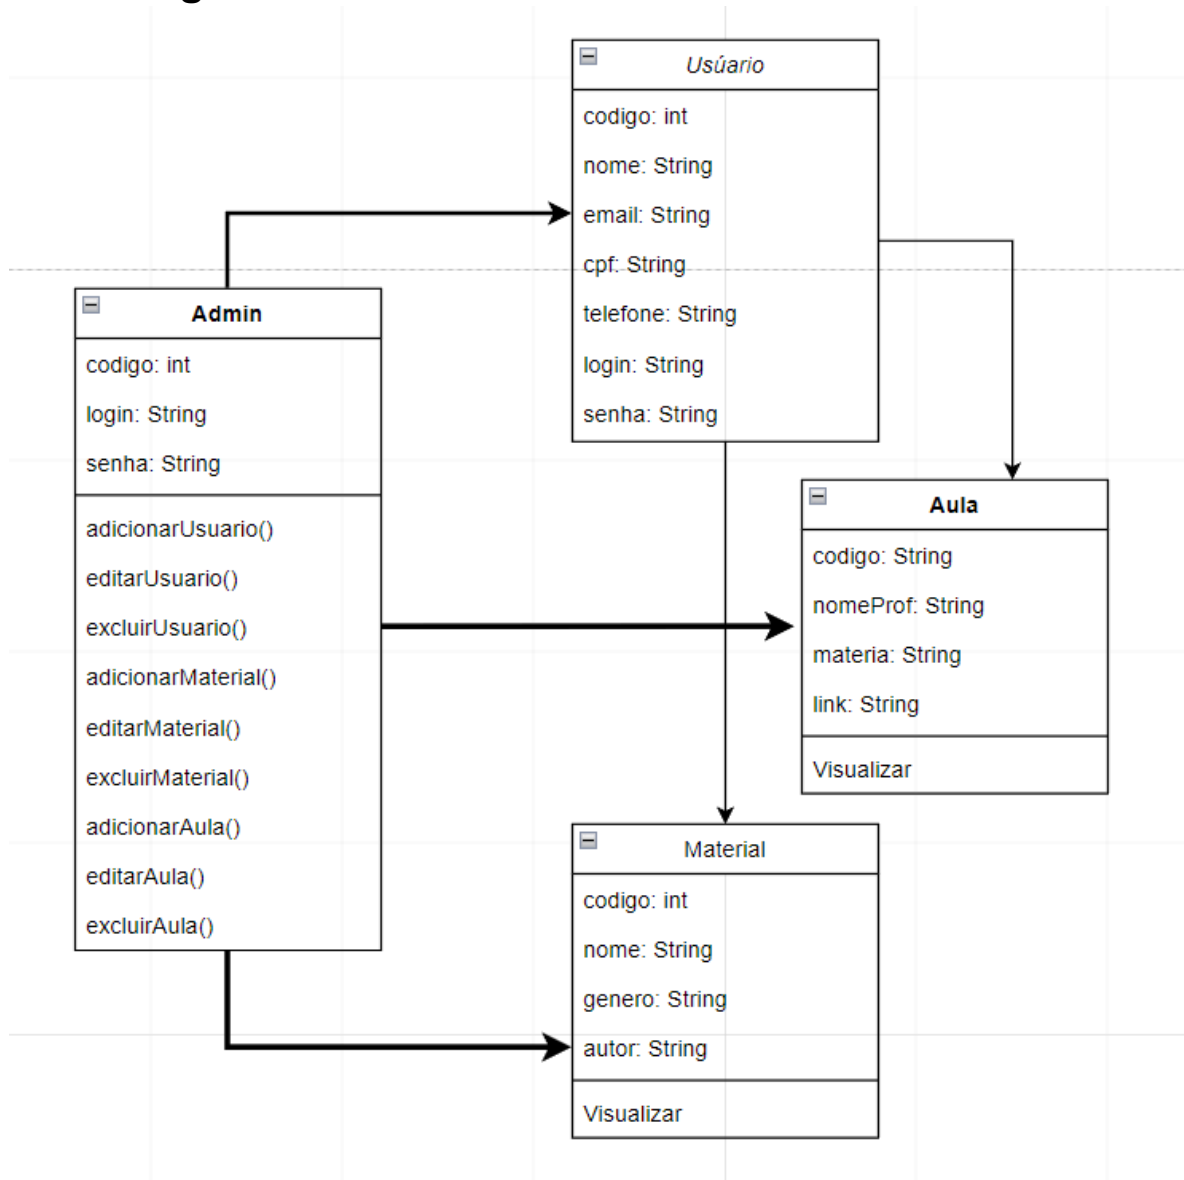 Usúario
codigo: int
nome: String
email: String
cpf: String
telefone: String
login: String
senha: String
Admin
codigo: int
login: String
senha: String
adicionarUsuario()
editarUsuario()
excluirUsuario()
adicionarMaterial()
editarMaterial()
excluirMaterial()
adicionarAula()
editarAula()
excluirAula()
Aula
codigo: String
nomeProf: String
materia: String
link: String
Visualizar
Material
codigo: int
nome: String
genero: String
autor: String
Visualizar